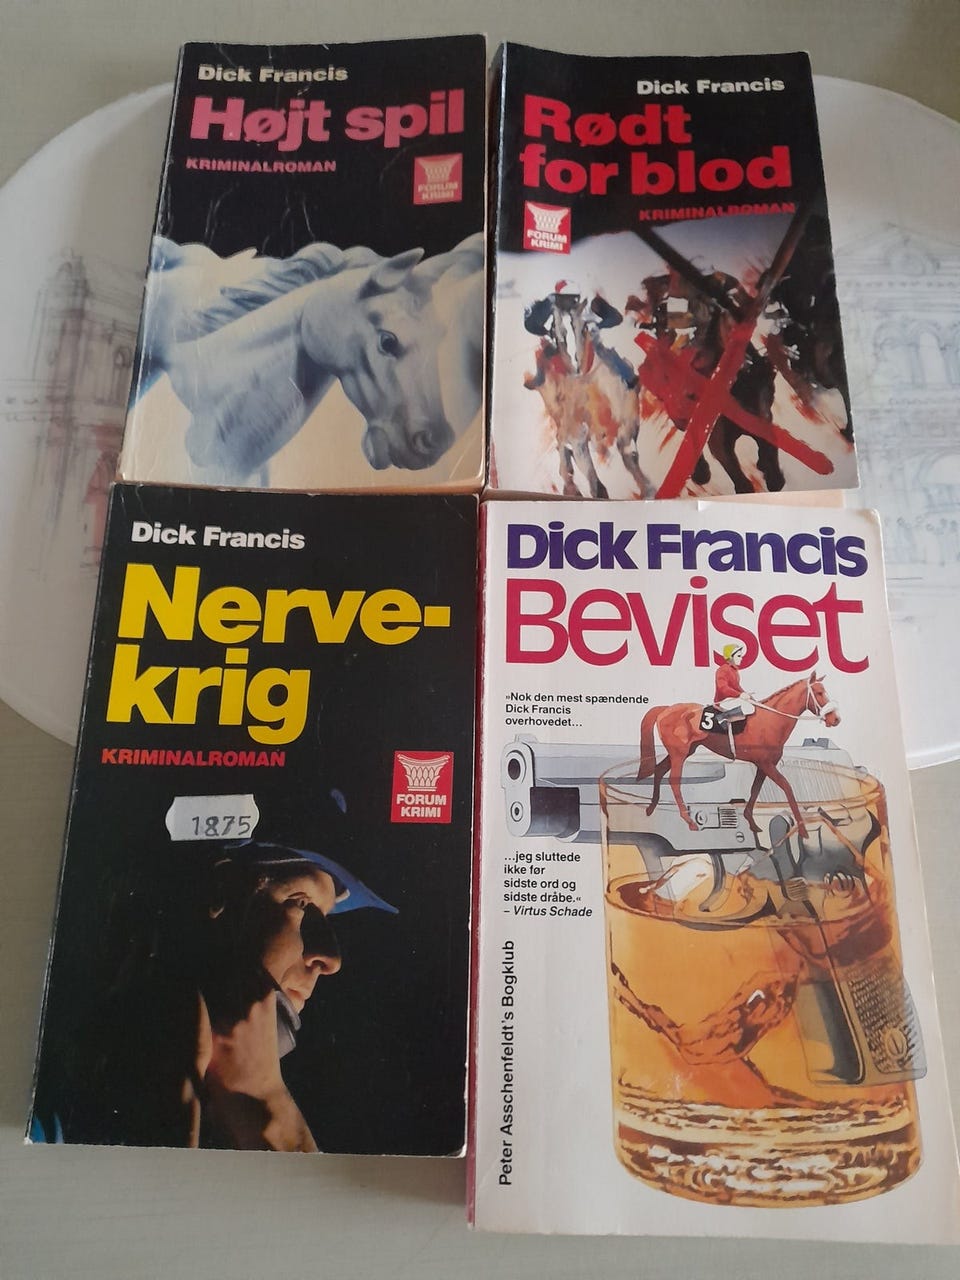 Dick Francis
Højt spil
KRIMINALROMAN
FORUM
KRIMI
Dick Francis
Rødt
for blod
KRIMINALROMAN
FORUM
KRIMI
Dick Francis
Nerve-
krig
KRIMINALROMAN
FORUM
KRIMI
1875
Dick Francis
Beviset
»Nok den mest spændende
Dick Francis
overhovedet...
3
...jeg sluttede
ikke før
sidste ord og
sidste dråbe.«
– Virtus Schade
Peter Asschenfeldt's Bogklub